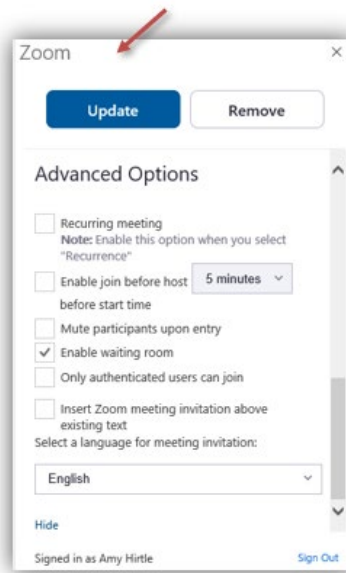 Zoom
Update Remove
Advanced Options
Recurring meeting
Note: Enable this option when you select
"Recurrence"
Enable join before host 5 minutes
before start time
Mute participants upon entry
Enable waiting room
Only authenticated users can join
Insert Zoom meeting invitation above
existing text
Select a language for meeting invitation:
English
Hide
Signed in as Amy Hirtle Sign Out